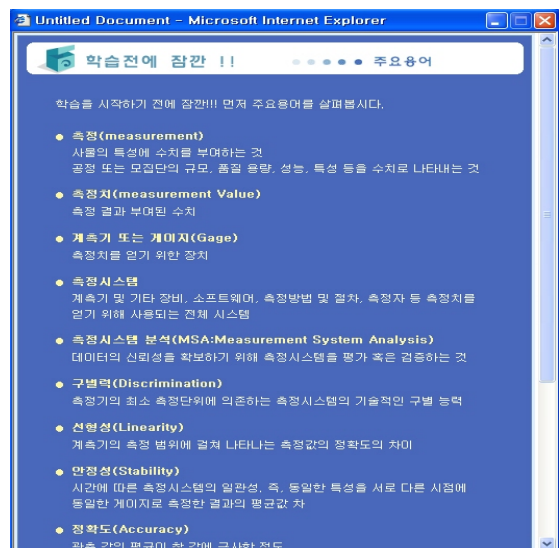 Untitled Document - Microsoft Internet Explorer
학습전에 잠깐 !! 주요용어
학습을 시작하기 전에 잠깐!!! 먼저 주요용어를 살펴봅시다.
측정(measurement)
사물의 특성에 수치를 부여하는 것
공정 또는 모집단의 규모, 품질 용량, 성능, 특성 등을 수치로 나타내는 것
측정치(measurement Value)
측정 결과 부여된 수치
계측기 또는 게이지(Gage)
측정치를 얻기 위한 장치
측정시스템
계측기 및 기타 장비, 소프트웨어, 측정방법 및 절차, 측정자 등 측정치를
얻기 위해 사용되는 전체 시스템
측정시스템 분석(MSA:Measurement System Analysis)
데이터의 신뢰성을 확보하기 위해 측정시스템을 평가 혹은 검증하는 것
구별력(Discrimination)
측정기의 최소 측정단위에 의존하는 측정시스템의 기술적인 구별 능력
선형성(Linearity)
계측기의 측정 범위에 걸쳐 나타나는 측정값의 정확도의 차이
안정성(Stability)
시간에 따른 측정시스템의 일관성. 즉, 동일한 특성을 서로 다른 시점에
동일한 게이지로 측정한 결과의 평균값 차
정확도(Accuracy)
관측 값의 평균이 참 값에 근사한 정도